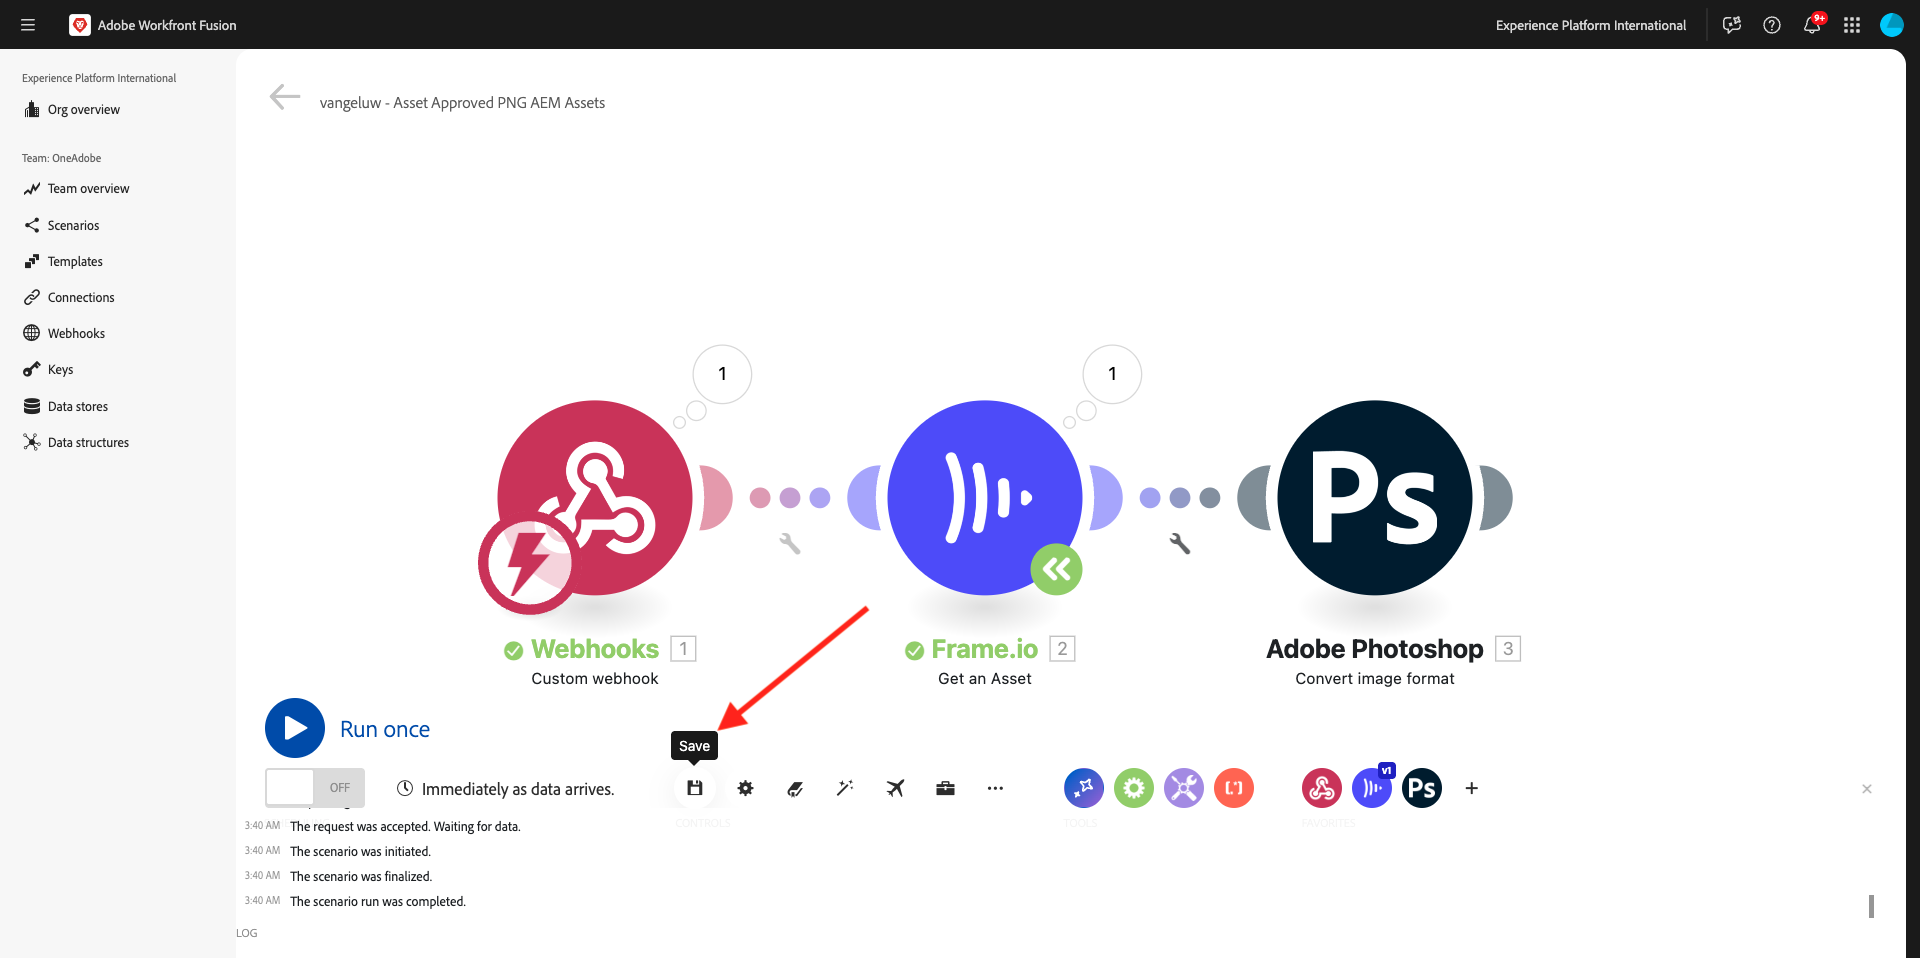 Adobe Workfront Fusion
Experience Platform International
9+
Experience Platform International
Org overview
Team: OneAdobe
Team overview
Scenarios
Templates
Connections
Webhooks
Keys
Data stores
Data structures
vangeluw - Asset Approved PNG AEM Assets
1
1
Ps
Webhooks 1
Custom webhook
Frame.io 2
Get an Asset
Adobe Photoshop 3
Convert image format
Run once
Save
OFF
Immediately as data arrives.
v1
Ps
CONTROLS
TOOLS
FAVORITES
3:40 AM The request was accepted. Waiting for data.
3:40 AM The scenario was initiated.
3:40 AM The scenario was finalized.
3:40 AM The scenario run was completed.
LOG